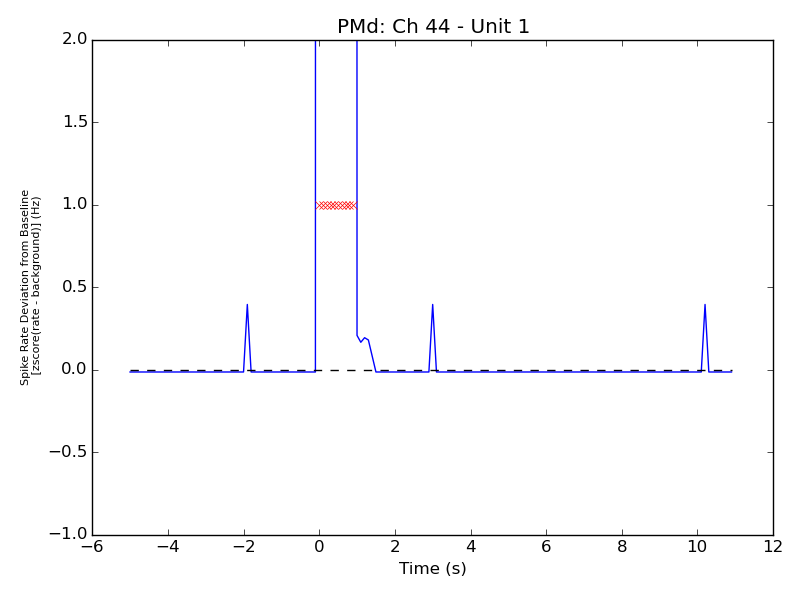 PMd: Ch 44 - Unit 1
2.0
1.5
1.0
0.5
0.0
−0.5
−1.0
Spike Rate Deviation from Baseline
[zscore(rate - background)] (Hz)
−6 −4 −2 0 2 4 6 8 10 12
Time (s)